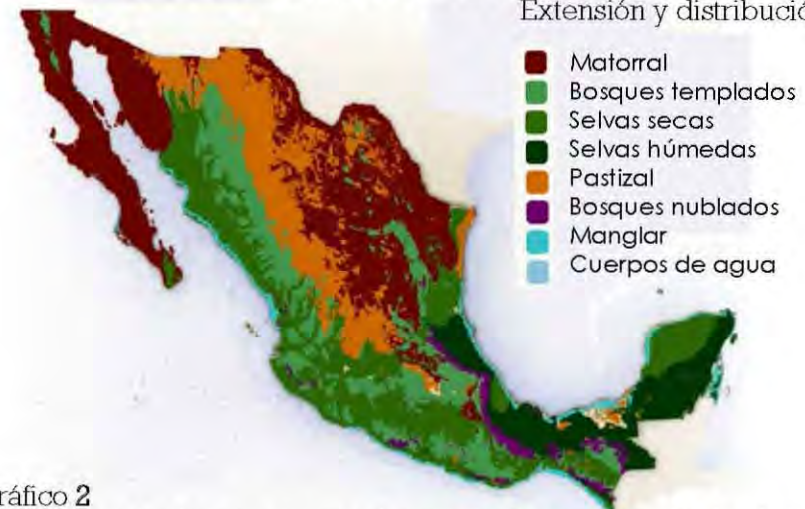 Extensión y distribució
Matorral
Bosques templados
Selvas secas
Selvas húmedas
Pastizal
Bosques nublados
Manglar
Cuerpos de agua
ráfico 2